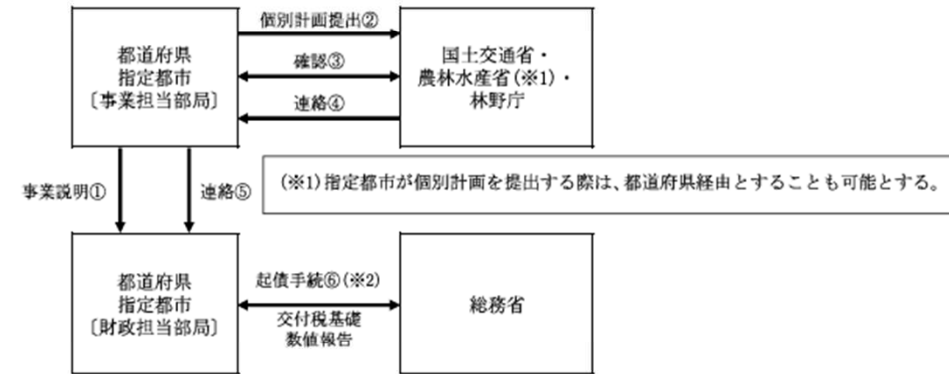 個別計画提出②
都道府県
指定都市
〔事業担当部局〕
確認③
連絡④
国土交通省・
農林水産省(※1)・
林野庁
事業説明①
連絡⑤
(※1)指定都市が個別計画を提出する際は、都道府県経由とすることも可能とする。
都道府県
指定都市
〔財政担当部局〕
起債手続⑥(※2)
交付税基礎
数値報告
総務省